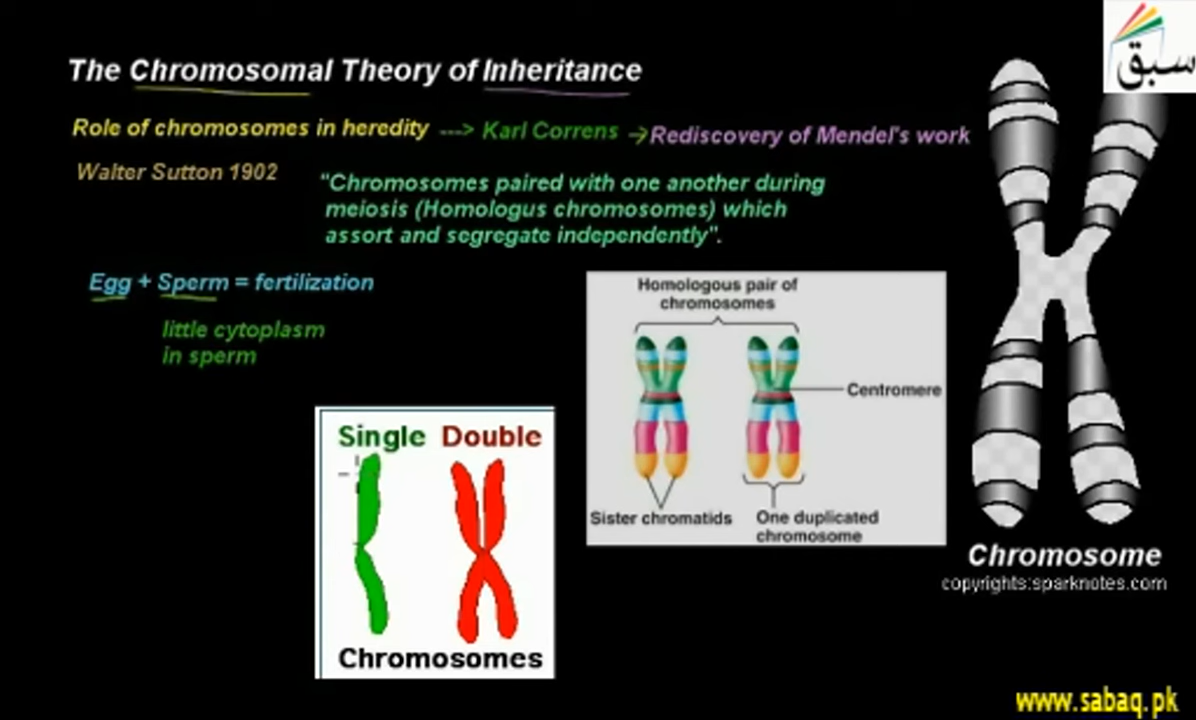 سبق
The Chromosomal Theory of Inheritance
Role of chromosomes in heredity ---> Karl Correns -> Rediscovery of Mendel's work
Walter Sutton 1902
"Chromosomes paired with one another during
meiosis (Homologus chromosomes) which
assort and segregate independently".
Egg + Sperm = fertilization
little cytoplasm
in sperm
Homologous pair of
chromosomes
Centromere
Sister chromatids
One duplicated
chromosome
Single Double
Chromosomes
Chromosome
copyrights:sparknotes.com
www.sabaq.pk